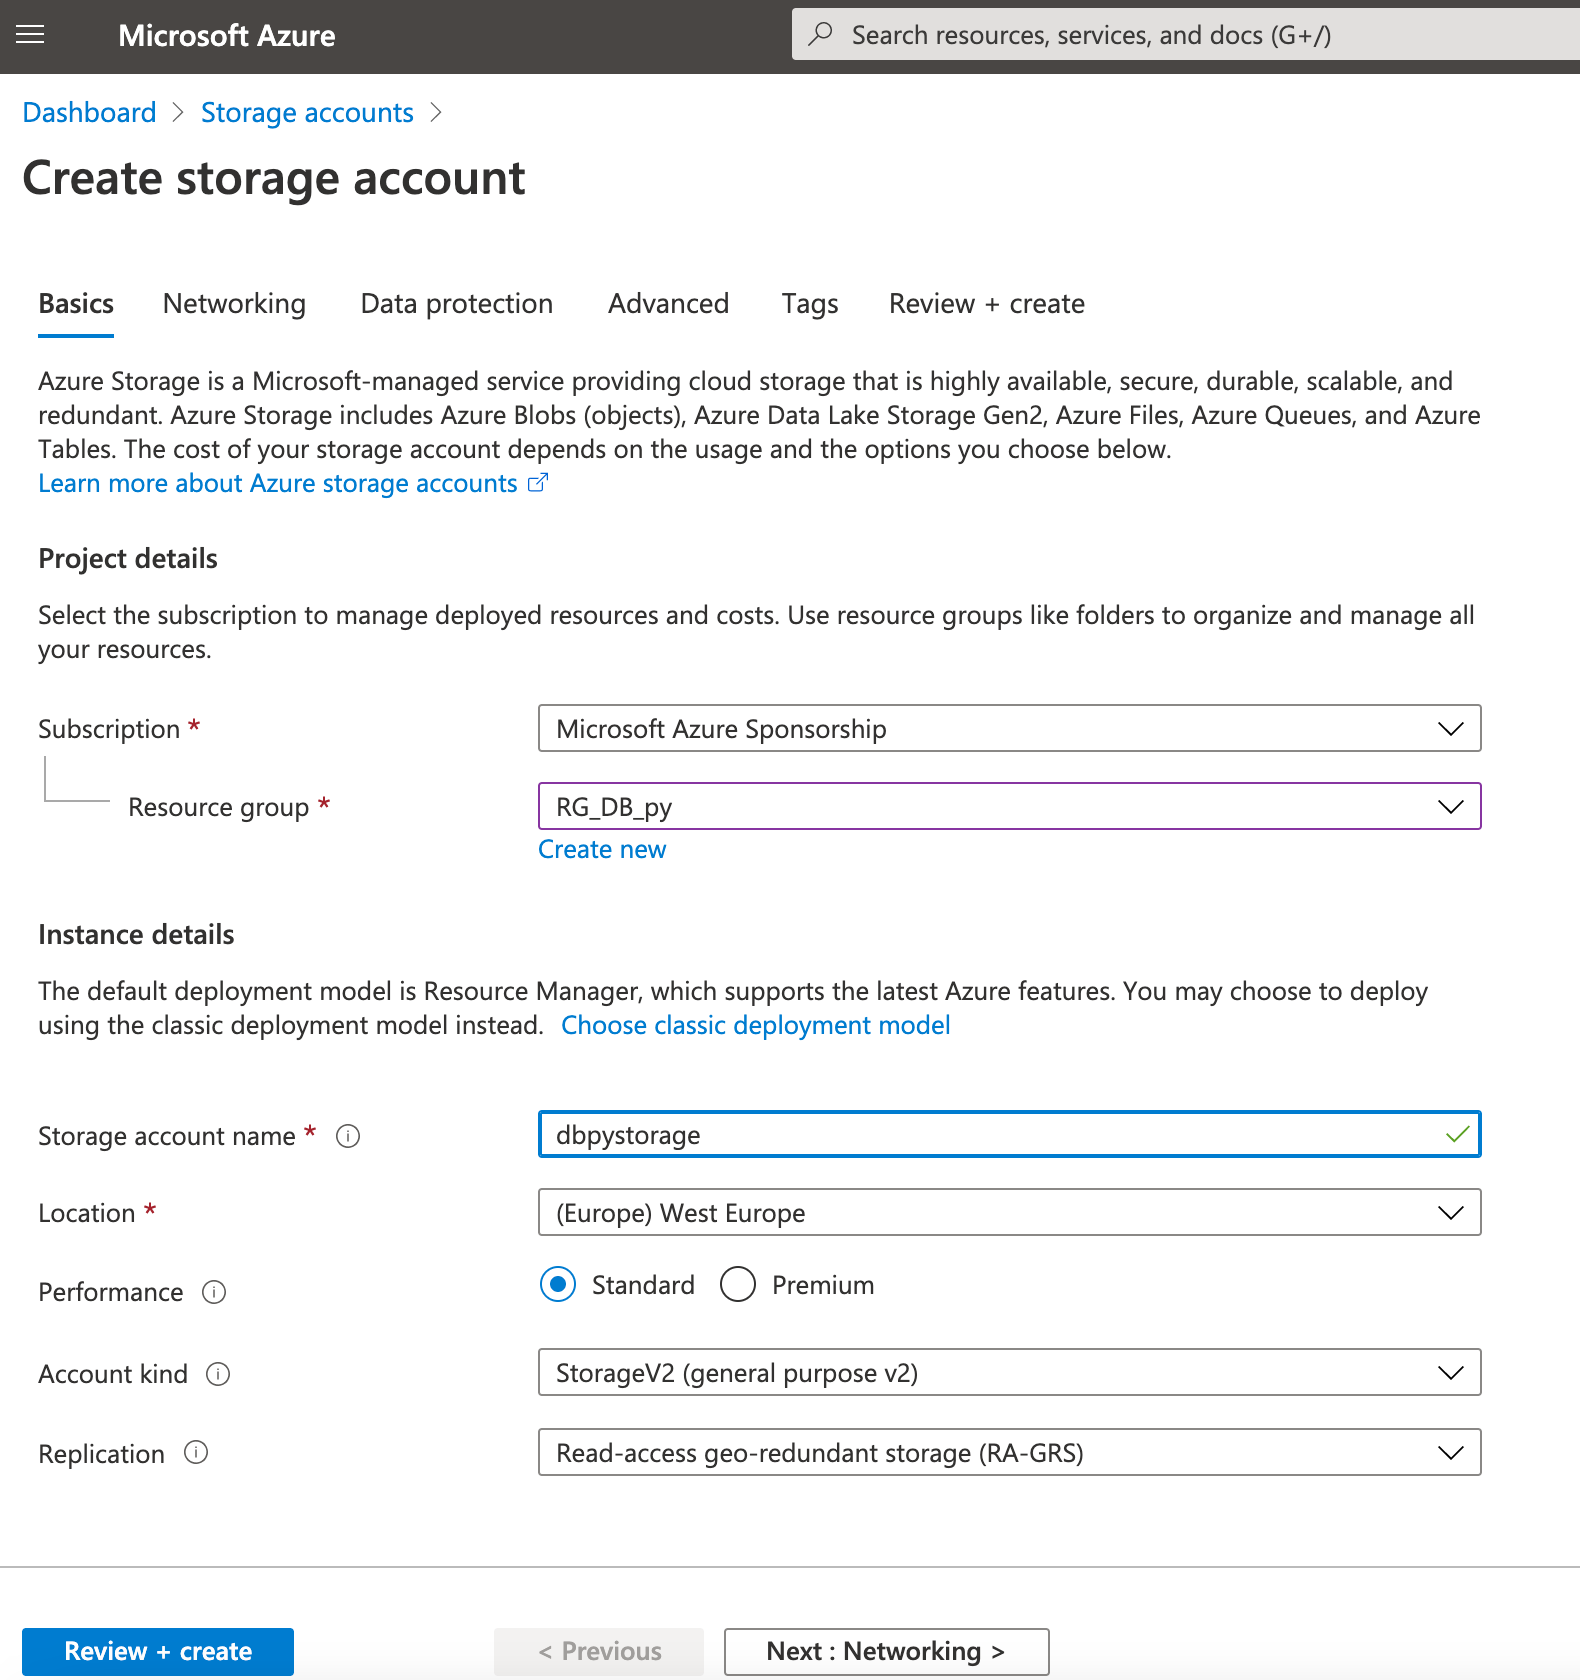 Microsoft Azure
Search resources, services, and docs (G+/)
Dashboard > Storage accounts >
Create storage account
Basics Networking Data protection Advanced Tags Review + create
Azure Storage is a Microsoft-managed service providing cloud storage that is highly available, secure, durable, scalable, and
redundant. Azure Storage includes Azure Blobs (objects), Azure Data Lake Storage Gen2, Azure Files, Azure Queues, and Azure
Tables. The cost of your storage account depends on the usage and the options you choose below.
Learn more about Azure storage accounts
Project details
Select the subscription to manage deployed resources and costs. Use resource groups like folders to organize and manage all
your resources.
Subscription * Microsoft Azure Sponsorship
Resource group * RG_DB_py
Create new
Instance details
The default deployment model is Resource Manager, which supports the latest Azure features. You may choose to deploy
using the classic deployment model instead. Choose classic deployment model
Storage account name * dbpystorage
Location * (Europe) West Europe
Performance Standard Premium
Account kind StorageV2 (general purpose v2)
Replication Read-access geo-redundant storage (RA-GRS)
Review + create < Previous Next : Networking >